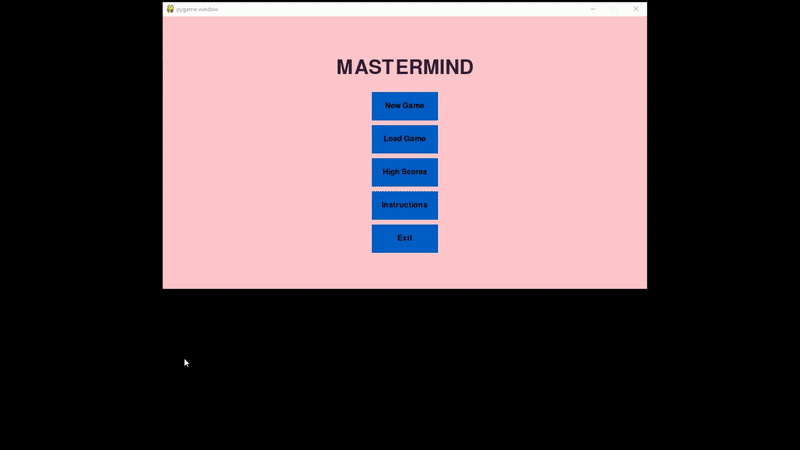 pygame window
MASTERMIND
New Game
Load Game
High Scores
Instructions
Exit